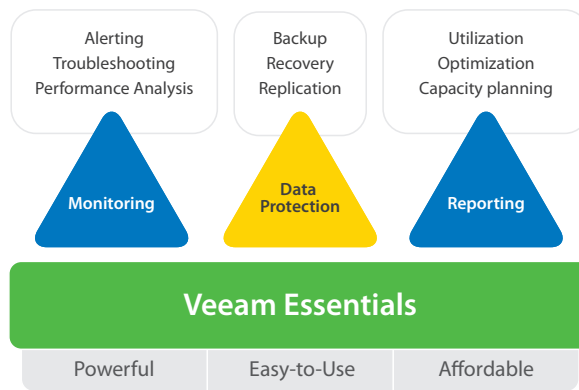 Alerting
Troubleshooting
Performance Analysis
Backup
Recovery
Replication
Utilization
Optimization
Capacity planning
Monitoring
Data
Protection
Reporting
Veeam Essentials
Powerful
Easy-to-Use
Affordable